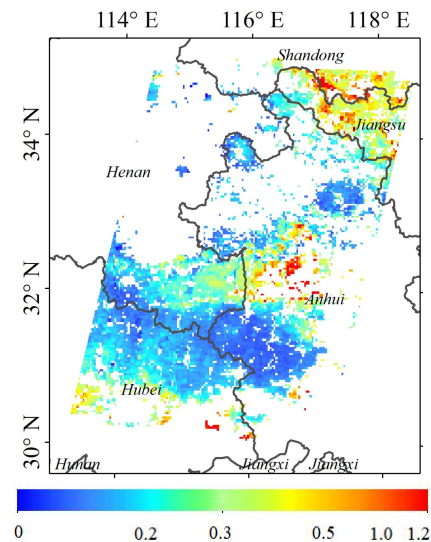 114° E 116° E 118° E
Shandong
34° N
Jiangsu
Henan
32° N
Anhui
Hubei
30° N
Hunan Jiangxi Jiangxi
0 0.2 0.3 0.5 1.0 1.2